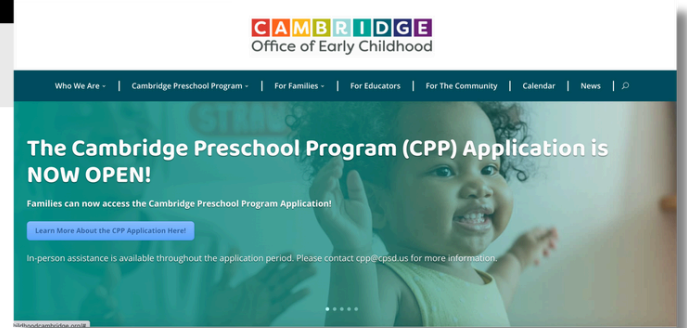 CAMBRIDGE
Office of Early Childhood
Who We Are
Cambridge Preschool Program
For Families
For Educators
For The Community
Calendar
News
The Cambridge Preschool Program (CPP) Application is
NOW OPEN!
Families can now access the Cambridge Preschool Program Application!
Learn More About the CPP Application Here!
In-person assistance is available throughout the application period. Please contact cpp@cpsd.us for more information.
ildhoodcambridge.org/#